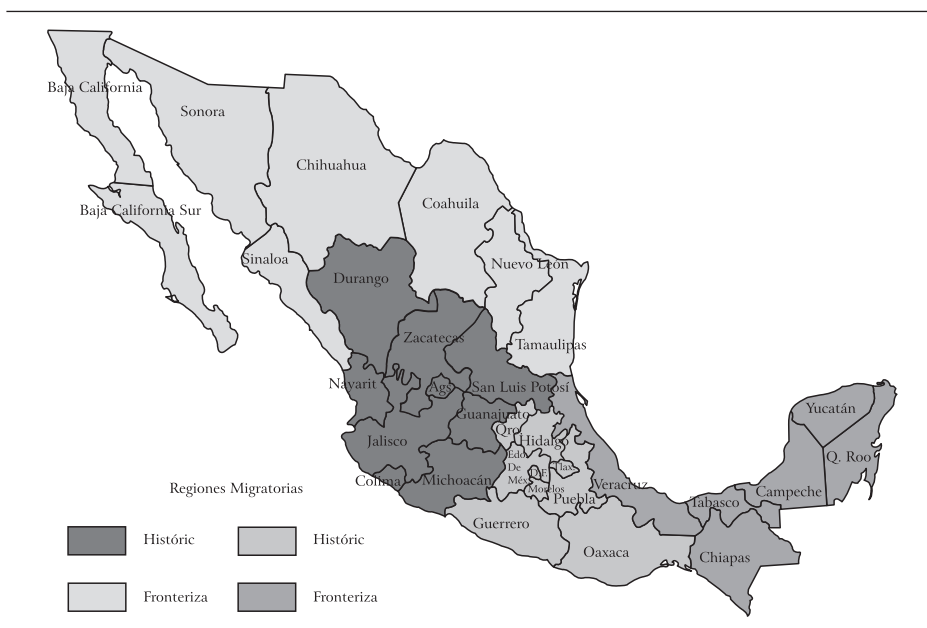 Baja California
Sonora
Chihuahua
Coahuila
Baja California Sur
Sinaloa
Nuevo León
Durango
Zacatecas
Tamaulipas
Nayarit
Ags
San Luis Potosí
Yucatán
Guanajuato
Qro
Jalisco
Hidalgo
Q. Roo
Edo
De
Méx
D.F.
Tlax
Colima
Michoacán
Morelos
Puebla
Veracruz
Tabasco
Campeche
Regiones Migratorias
Guerrero
Oaxaca
Chiapas
Históric
Históric
Fronteriza
Fronteriza